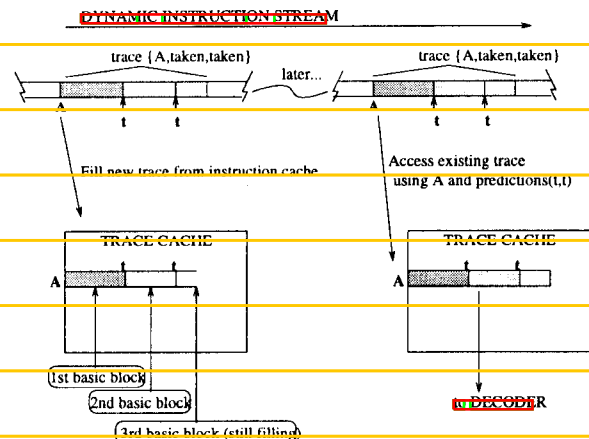 DYNAMIC INSTRUCTION STREAM
trace {A,taken,taken}
trace {A,taken,taken}
later...
A
t
t
A
t
t
Fill new trace from instruction cache
Access existing trace
using A and predictions(t,t)
TRACE CACHE
TRACE CACHE
t
t
t
t
A
A
1st basic block
2nd basic block
to DECODER
3rd basic block (still filling)